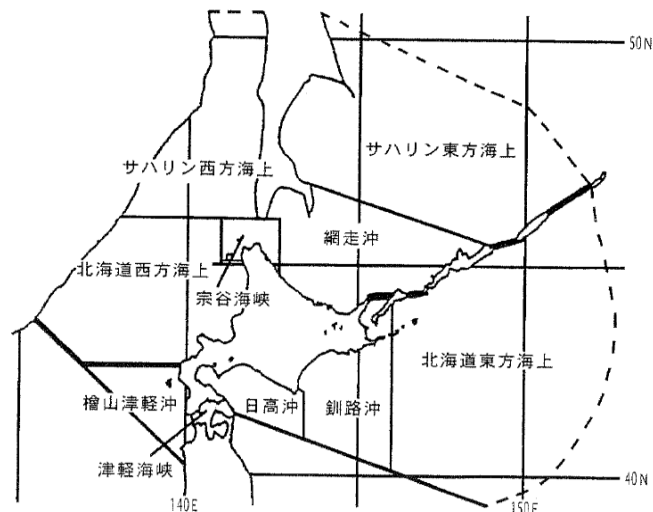 50N
サハリン東方海上
サハリン西方海上
網走沖
北海道西方海上
宗谷海峡
北海道東方海上
檜山津軽沖
日高沖
釧路沖
津軽海峡
40N
140E
150E